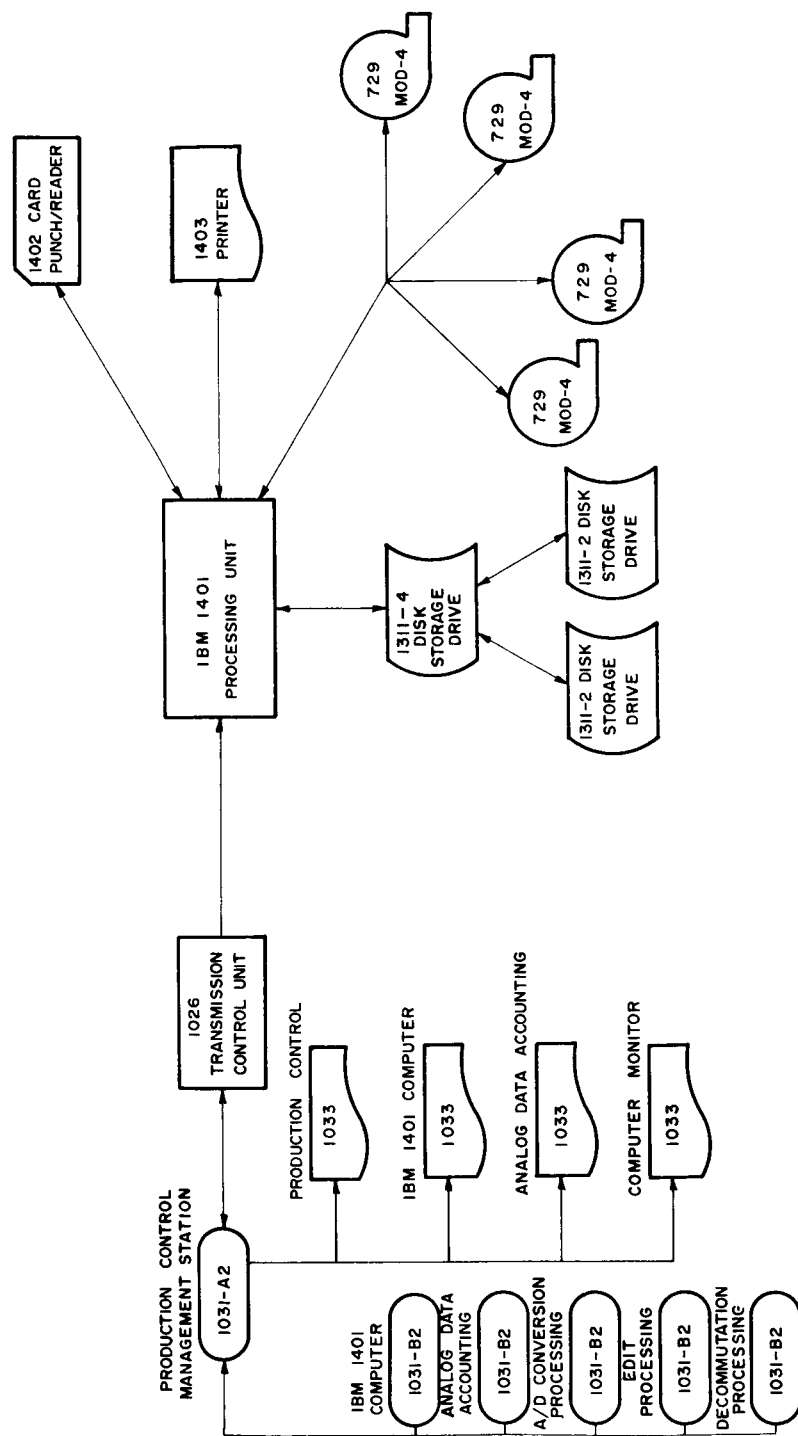 PRODUCTION CONTROL
MANAGEMENT STATION
1031-A2
1026
TRANSMISSION
CONTROL UNIT
IBM 1401
PROCESSING UNIT
1402 CARD
PUNCH/READER
1403
PRINTER
729
MOD-4
729
MOD-4
729
MOD-4
729
MOD-4
1311-4
DISK
STORAGE
DRIVE
1311-2 DISK
STORAGE
DRIVE
1311-2 DISK
STORAGE
DRIVE
PRODUCTION CONTROL
1033
IBM 1401 COMPUTER
1033
ANALOG DATA ACCOUNTING
1033
COMPUTER MONITOR
1033
IBM 1401
COMPUTER
1031-B2
ANALOG DATA
ACCOUNTING
1031-B2
A/D CONVERSION
PROCESSING
1031-B2
EDIT
PROCESSING
1031-B2
DECOMMUTATION
PROCESSING
1031-B2